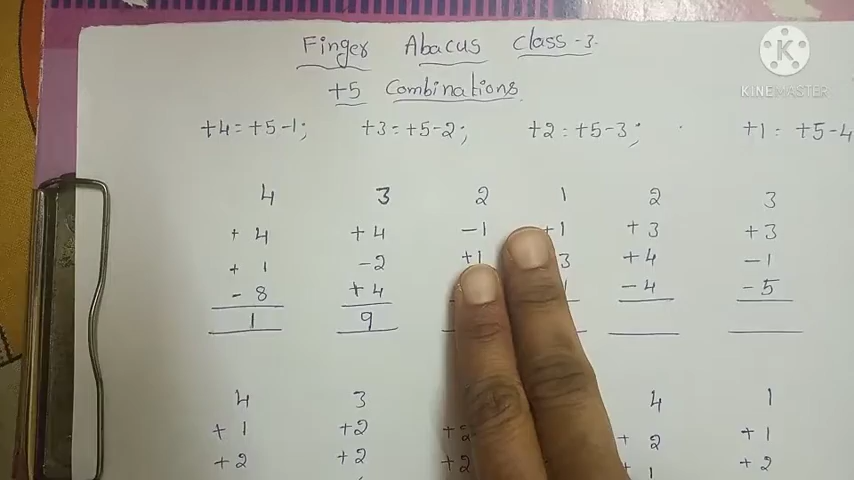 Finger Abacus Class-3.
KINEMASTER
+5 Combinations.
+4=+5-1; +3=+5-2; +2=+5-3; +1= +5-4
4 3 2 1 2 3
+4 +4 -1 +1 +3 +3
+1 -2 +1 3 +4 -1
-8 +4 -4 -5
1 9
4 3 4 1
+1 +2 +2 +2 +1
+2 +2 +2 +1 +2